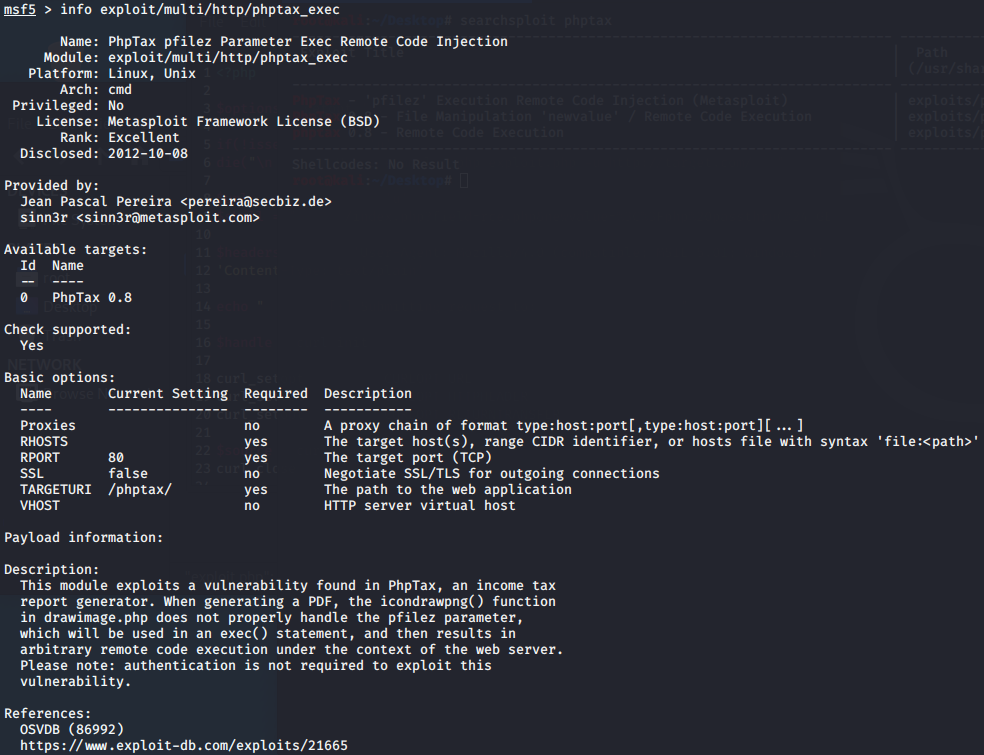 msf5 > info exploit/multi/http/phptax_exec
Name: PhpTax pfilez Parameter Exec Remote Code Injection
Module: exploit/multi/http/phptax_exec
Platform: Linux, Unix
Arch: cmd
Privileged: No
License: Metasploit Framework License (BSD)
Rank: Excellent
Disclosed: 2012-10-08
Provided by:
Jean Pascal Pereira <pereira@secbiz.de>
sinn3r <sinn3r@metasploit.com>
Available targets:
Id  Name
--  ----
0   PhpTax 0.8
Check supported:
Yes
Basic options:
Name       Current Setting  Required  Description
----       ---------------  --------  -----------
Proxies                     no        A proxy chain of format type:host:port[,type:host:port][...]
RHOSTS                      yes       The target host(s), range CIDR identifier, or hosts file with syntax 'file:<path>'
RPORT      80               yes       The target port (TCP)
SSL        false            no        Negotiate SSL/TLS for outgoing connections
TARGETURI  /phptax/         yes       The path to the web application
VHOST                       no        HTTP server virtual host
Payload information:
Description:
This module exploits a vulnerability found in PhpTax, an income tax
report generator. When generating a PDF, the icondrawpng() function
in drawimage.php does not properly handle the pfilez parameter,
which will be used in an exec() statement, and then results in
arbitrary remote code execution under the context of the web server.
Please note: authentication is not required to exploit this
vulnerability.
References:
OSVDB (86992)
https://www.exploit-db.com/exploits/21665